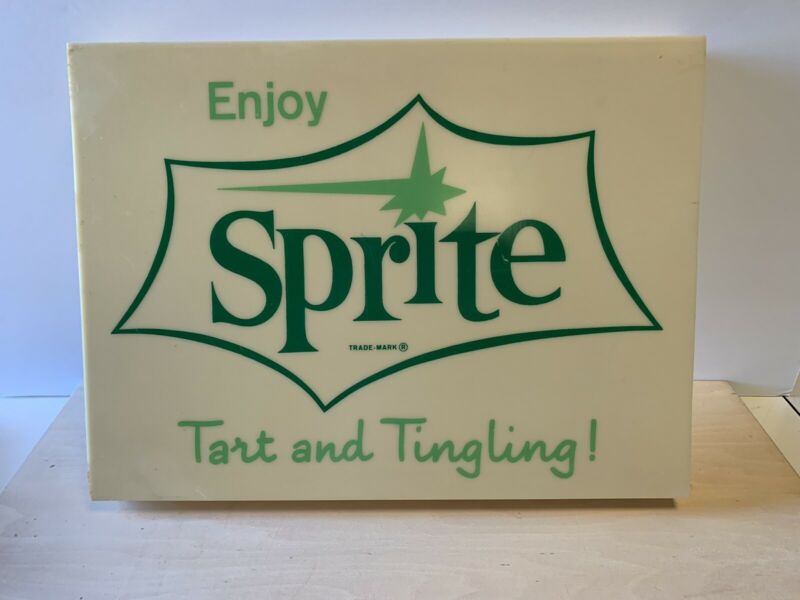 Enjoy
Sprite
TRADE-MARK ®
Tart and Tingling!